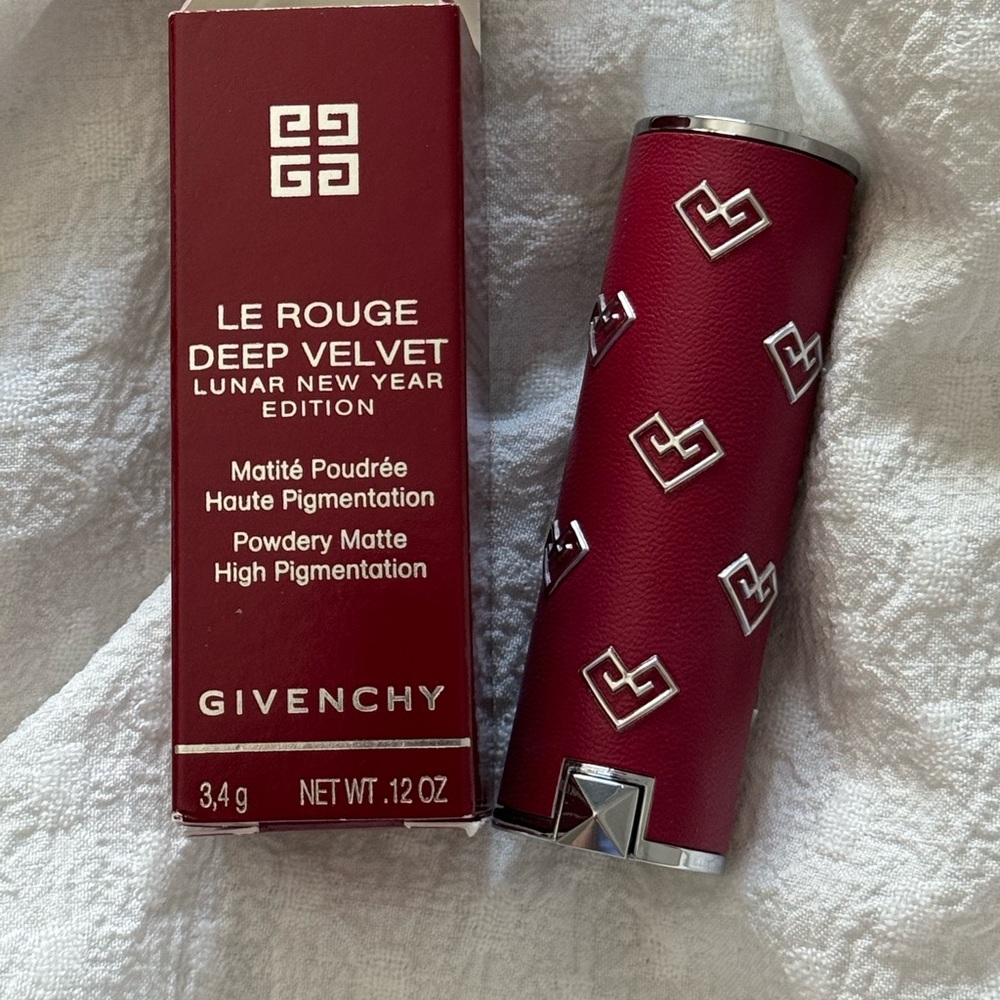 LE ROUGE
DEEP VELVET
LUNAR NEW YEAR
EDITION
Matité Poudrée
Haute Pigmentation
Powdery Matte
High Pigmentation
GIVENCHY
3,4 g NET WT .12 OZ